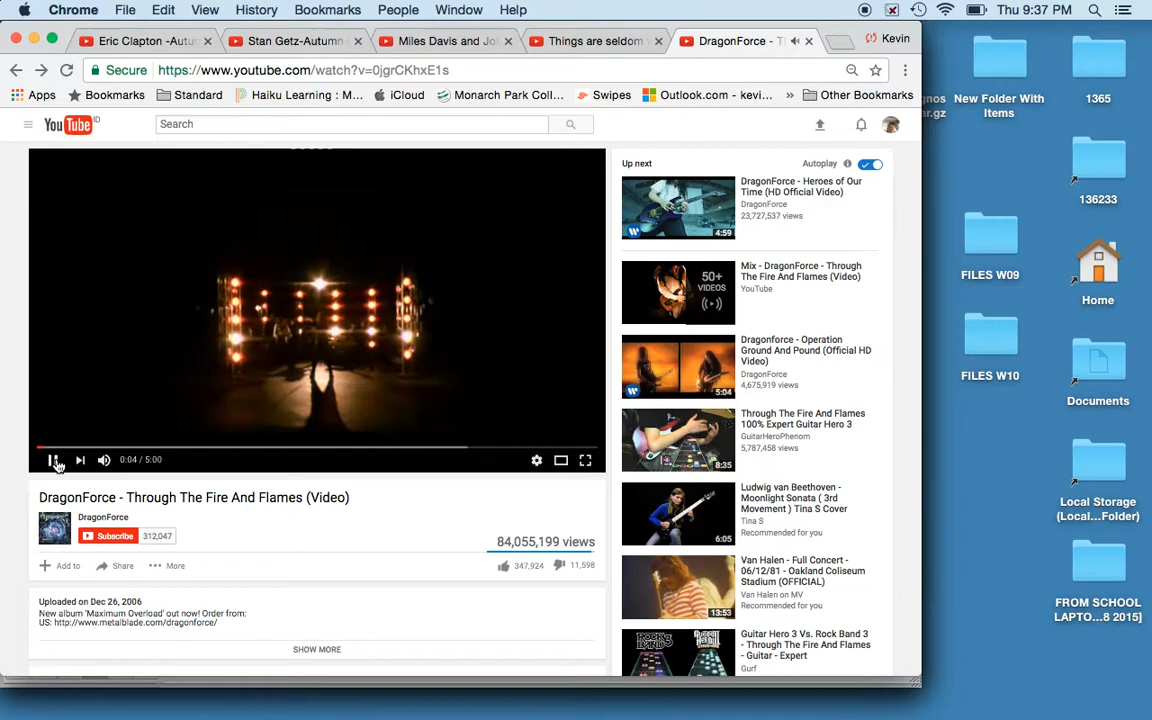 Chrome File Edit View History Bookmarks People Window Help Thu 9:37 PM
Eric Clapton -Autu
Stan Getz-Autumn
Miles Davis and Jo
Things are seldom
DragonForce - T
Kevin
Secure https://www.youtube.com/watch?v=0jgrCKhxE1s
Apps Bookmarks Standard Haiku Learning : M... iCloud Monarch Park Coll... Swipes Outlook.com - kevi... » Other Bookmarks
YouTube ID
Search
0:04 / 5:00
DragonForce - Through The Fire And Flames (Video)
DragonForce
Subscribe 312,047
84,055,199 views
Add to Share More
347,924 11,598
Uploaded on Dec 26, 2006
New album 'Maximum Overload' out now! Order from:
US: http://www.metalblade.com/dragonforce/
SHOW MORE
Up next Autoplay
DragonForce - Heroes of Our
Time (HD Official Video)
DragonForce
23,727,537 views
4:59
Mix - DragonForce - Through
The Fire And Flames (Video)
YouTube
50+
VIDEOS
Dragonforce - Operation
Ground And Pound (Official HD
Video)
DragonForce
4,675,919 views
5:04
Through The Fire And Flames
100% Expert Guitar Hero 3
GuitarHeroPhenom
5,787,458 views
8:35
Ludwig van Beethoven -
Moonlight Sonata ( 3rd
Movement ) Tina S Cover
Tina S
Recommended for you
6:05
Van Halen - Full Concert -
06/12/81 - Oakland Coliseum
Stadium (OFFICIAL)
Van Halen on MV
Recommended for you
13:53
Guitar Hero 3 Vs. Rock Band 3
- Through The Fire And Flames
- Guitar - Expert
Gurf
ROCK
BAND3
nos
ar.gz
New Folder With
Items
1365
136233
FILES W09
Home
FILES W10
Documents
Local Storage
(Local...Folder)
FROM SCHOOL
LAPTO...8 2015]